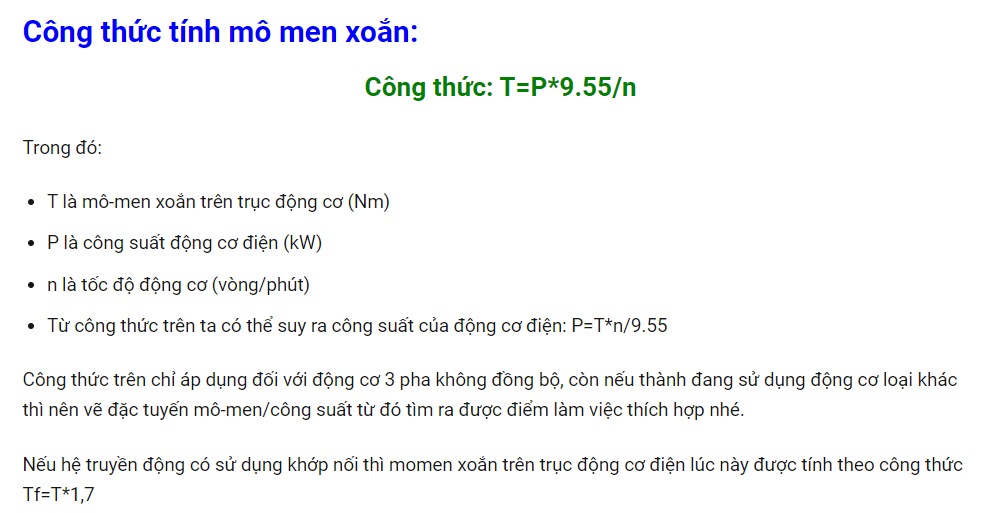 Công thức tính mô men xoắn:
Công thức: T=P*9.55/n
Trong đó:
• T là mô-men xoắn trên trục động cơ (Nm)
• P là công suất động cơ điện (kW)
• n là tốc độ động cơ (vòng/phút)
• Từ công thức trên ta có thể suy ra công suất của động cơ điện: P=T*n/9.55
Công thức trên chỉ áp dụng đối với động cơ 3 pha không đồng bộ, còn nếu thành đang sử dụng động cơ loại khác
thì nên vẽ đặc tuyến mô-men/công suất từ đó tìm ra được điểm làm việc thích hợp nhé.
Nếu hệ truyền động có sử dụng khớp nối thì momen xoắn trên trục động cơ điện lúc này được tính theo công thức
Tf=T*1,7